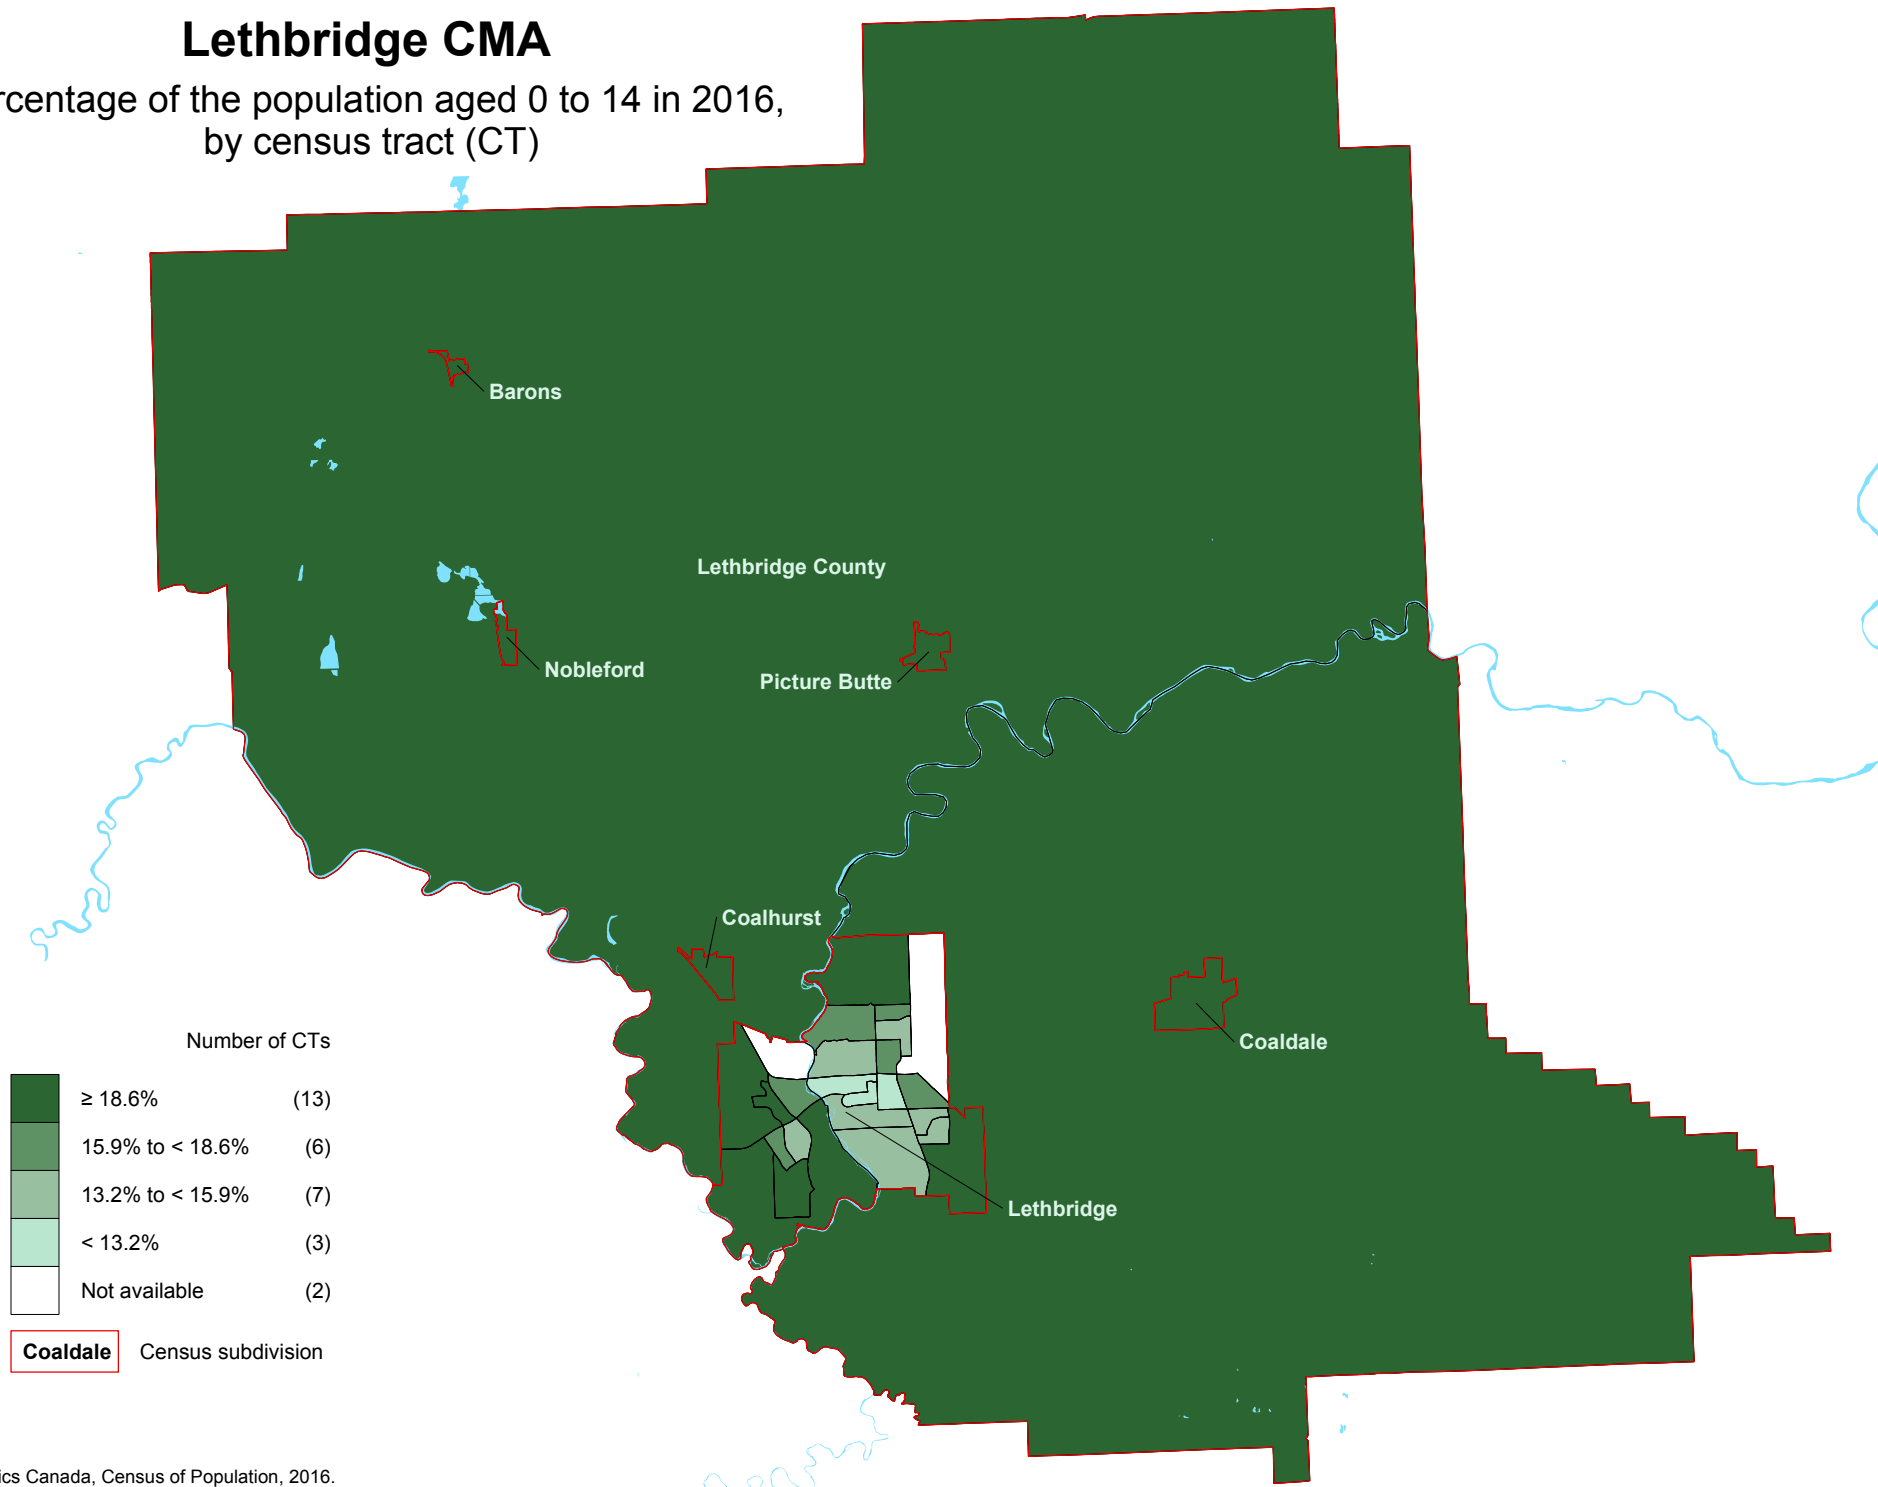 Lethbridge CMA
rcentage of the population aged 0 to 14 in 2016,
by census tract (CT)
Barons
Lethbridge County
Nobleford
Picture Butte
Coalhurst
Coaldale
Lethbridge
Number of CTs
≥ 18.6% (13)
15.9% to < 18.6% (6)
13.2% to < 15.9% (7)
< 13.2% (3)
Not available (2)
Coaldale Census subdivision
ics Canada, Census of Population, 2016.